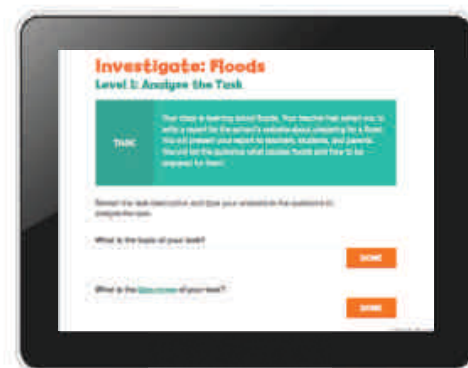 Investigate: Floods
Level 1: Analyse the Task
Your class is learning about floods. Your teacher has asked you to
write a report for the school's website about preparing for a flood.
TASK
You will present your report to teachers, students, and parents.
You will tell the audience what causes floods and how to be
prepared for them.
Review the task description and type your answers to the questions to
analyse the task.
What is the topic of your task?
DONE
What is the of your task?
DONE